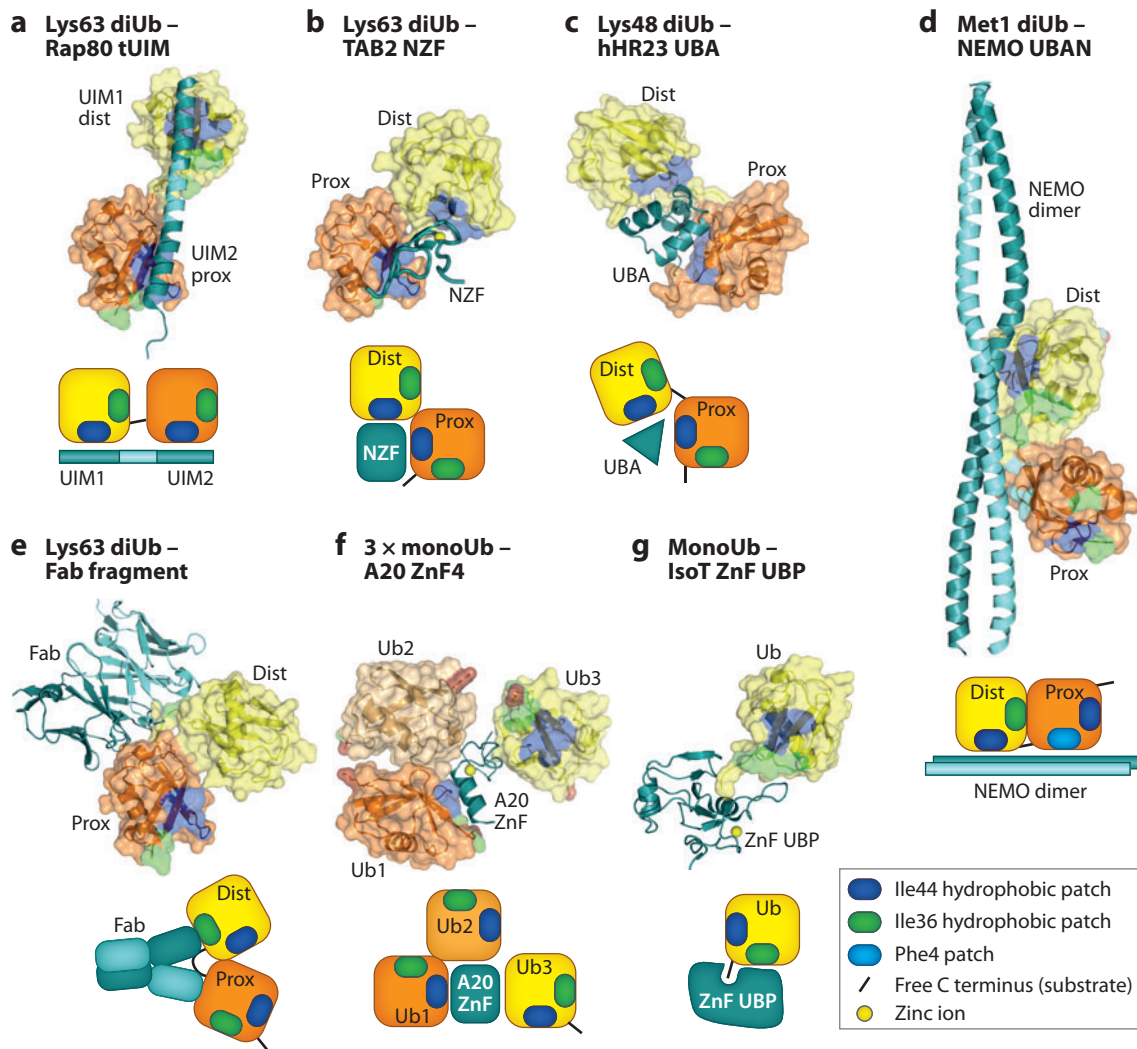 a Lys63 diUb –
Rap80 tUIM
UIM1
dist
UIM2
prox
UIM1 UIM2
b Lys63 diUb –
TAB2 NZF
Dist
Prox
NZF
Dist
Prox
NZF
c Lys48 diUb –
hHR23 UBA
Dist
Prox
UBA
Dist
Prox
UBA
d Met1 diUb –
NEMO UBAN
NEMO
dimer
Dist
Prox
Dist Prox
NEMO dimer
e Lys63 diUb –
Fab fragment
Fab
Dist
Prox
Dist
Fab
Prox
f 3 × monoUb –
A20 ZnF4
Ub2
Ub3
A20
ZnF
Ub1
Ub2
Ub1
A20
ZnF
Ub3
g MonoUb –
IsoT ZnF UBP
Ub
ZnF UBP
Ub
ZnF UBP
Ile44 hydrophobic patch
Ile36 hydrophobic patch
Phe4 patch
Free C terminus (substrate)
Zinc ion